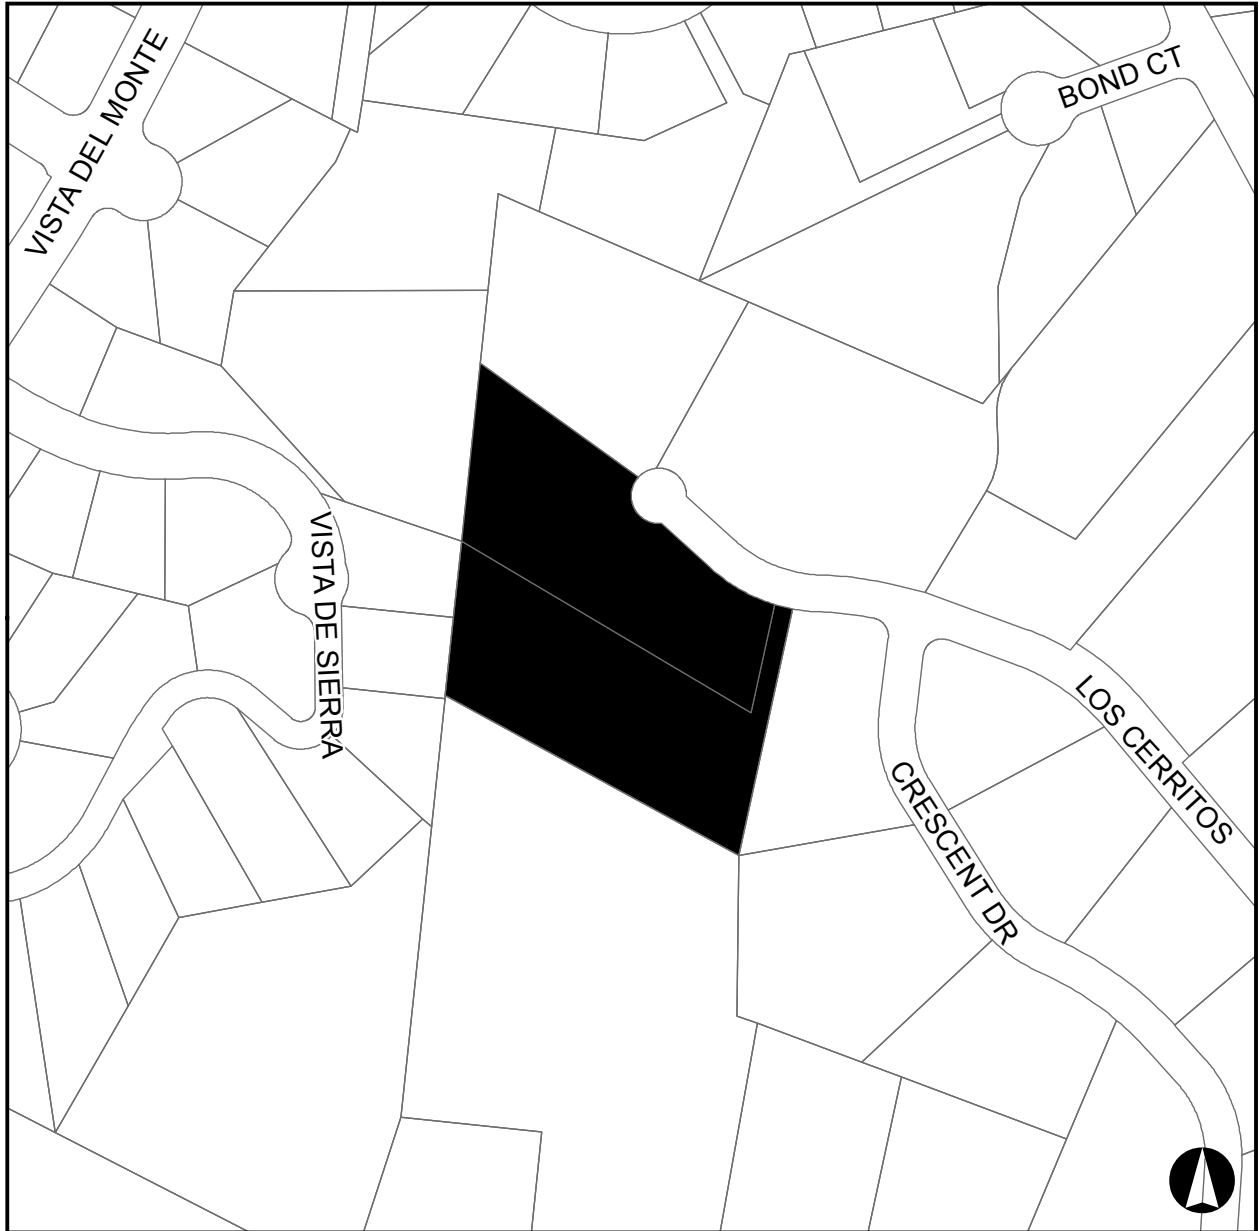 VISTA DEL MONTE
BOND CT
VISTA DE SIERRA
LOS CERRITOS
CRESCENT DR